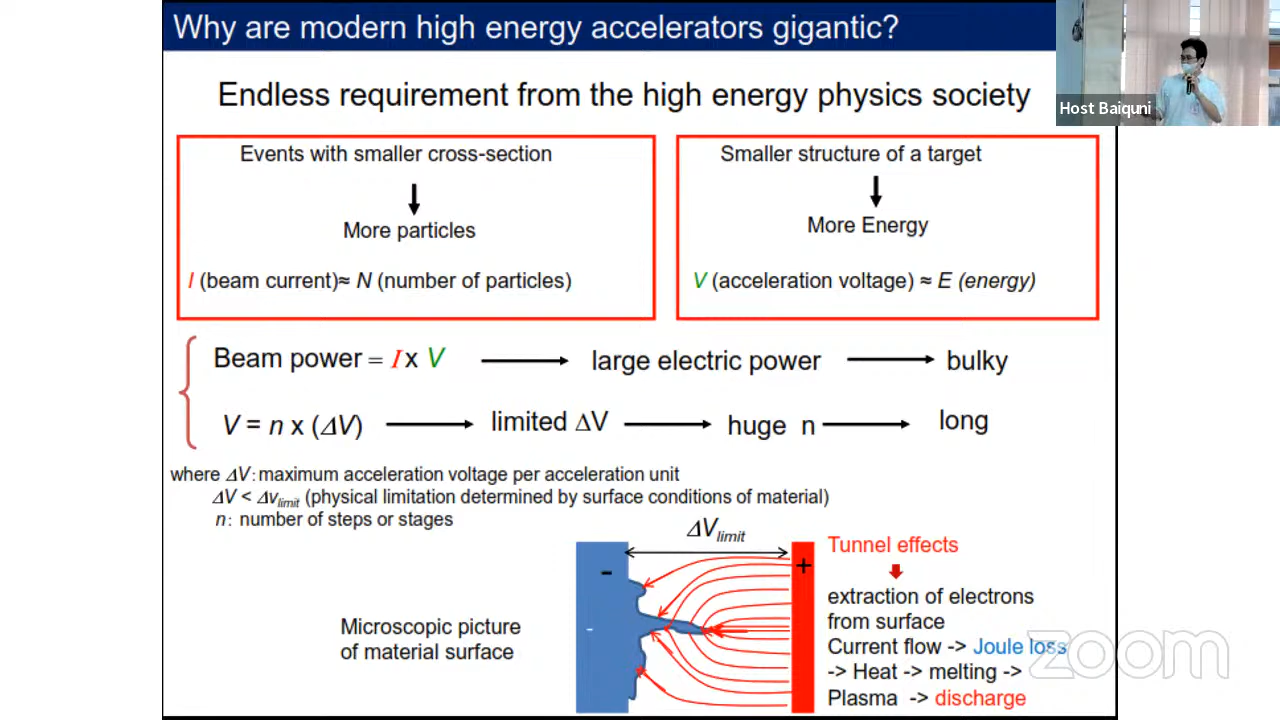 Why are modern high energy accelerators gigantic?
Host Baiquni
Endless requirement from the high energy physics society
Events with smaller cross-section
More particles
I (beam current)≈ N (number of particles)
Smaller structure of a target
More Energy
V (acceleration voltage) ≈ E (energy)
Beam power = I x V
large electric power
bulky
V = n x (ΔV)
limited ΔV
huge n
long
where ΔV: maximum acceleration voltage per acceleration unit
ΔV < Δvlimit (physical limitation determined by surface conditions of material)
n: number of steps or stages
ΔVlimit
-
+
-
Microscopic picture
of material surface
Tunnel effects
extraction of electrons
from surface
Current flow -> Joule loss
-> Heat -> melting ->
Plasma -> discharge
zoom